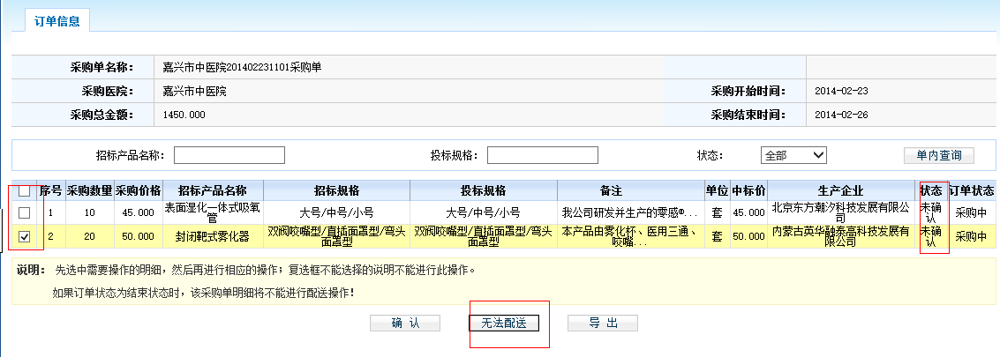 订单信息
采购单名称： 嘉兴市中医院201402231101采购单
采购医院： 嘉兴市中医院 采购开始时间： 2014-02-23
采购总金额： 1450.000 采购结束时间： 2014-02-26
招标产品名称： 投标规格： 状态： 全部 单内查询
序号 采购数量 采购价格 招标产品名称 招标规格 投标规格 备注 单位 中标价 生产企业 状态 订单状态
1 10 45.000 表面湿化一体式吸氧管 大号/中号/小号 大号/中号/小号 我公司研发并生产的零感®... 套 45.000 北京东方潮汐科技发展有限公司 未确认 采购中
2 20 50.000 封闭靶式雾化器 双阀咬嘴型/直插面罩型/弯头面罩型 双阀咬嘴型/直插面罩型/弯头面罩型 本产品由雾化杯、医用三通、咬嘴... 套 50.000 内蒙古英华融泰高科技发展有限公司 未确认 采购中
说明： 先选中需要操作的明细，然后再进行相应的操作；复选框不能选择的说明不能进行此操作。
如果订单状态为结束状态时，该采购单明细将不能进行配送操作！
确 认 无法配送 导 出